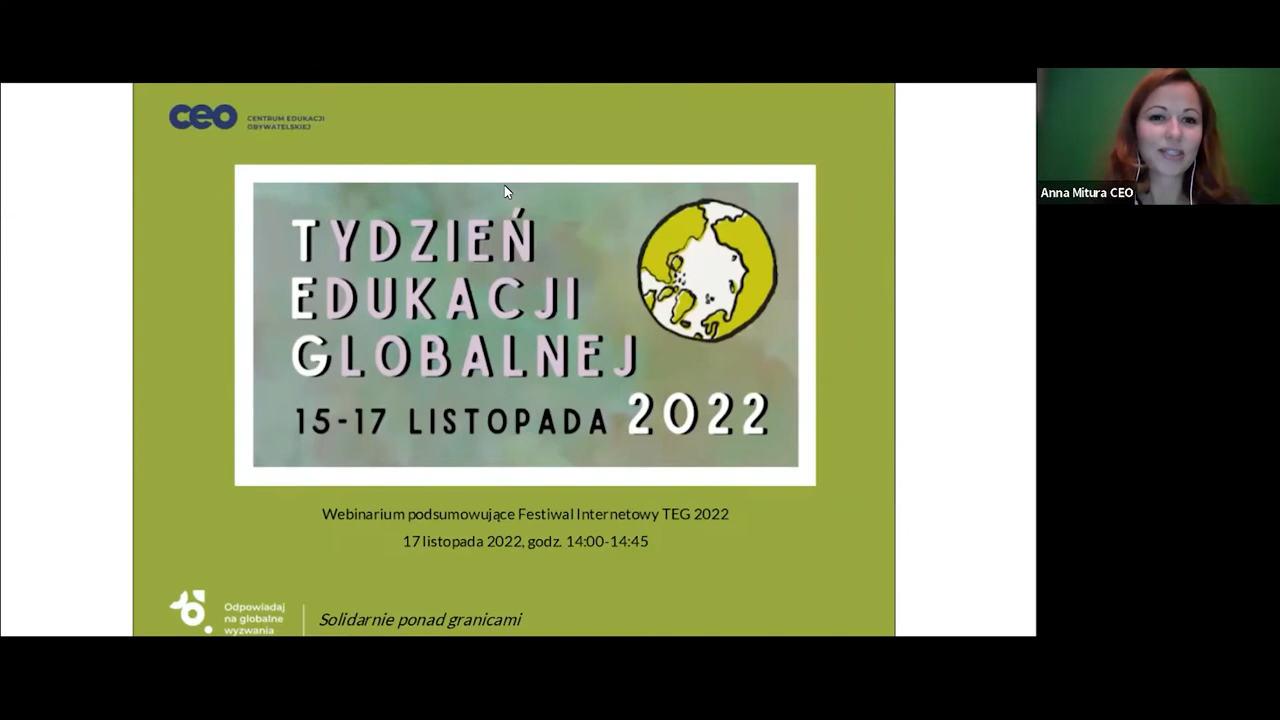 ceo
CENTRUM EDUKACJI
OBYWATELSKIEJ
TYDZIEŃ
EDUKACJI
GLOBALNEJ
15-17 LISTOPADA 2022
Webinarium podsumowujące Festiwal Internetowy TEG 2022
17 listopada 2022, godz. 14:00-14:45
Odpowiadaj
na globalne
wyzwania
Solidarnie ponad granicami
Anna Mitura CEO